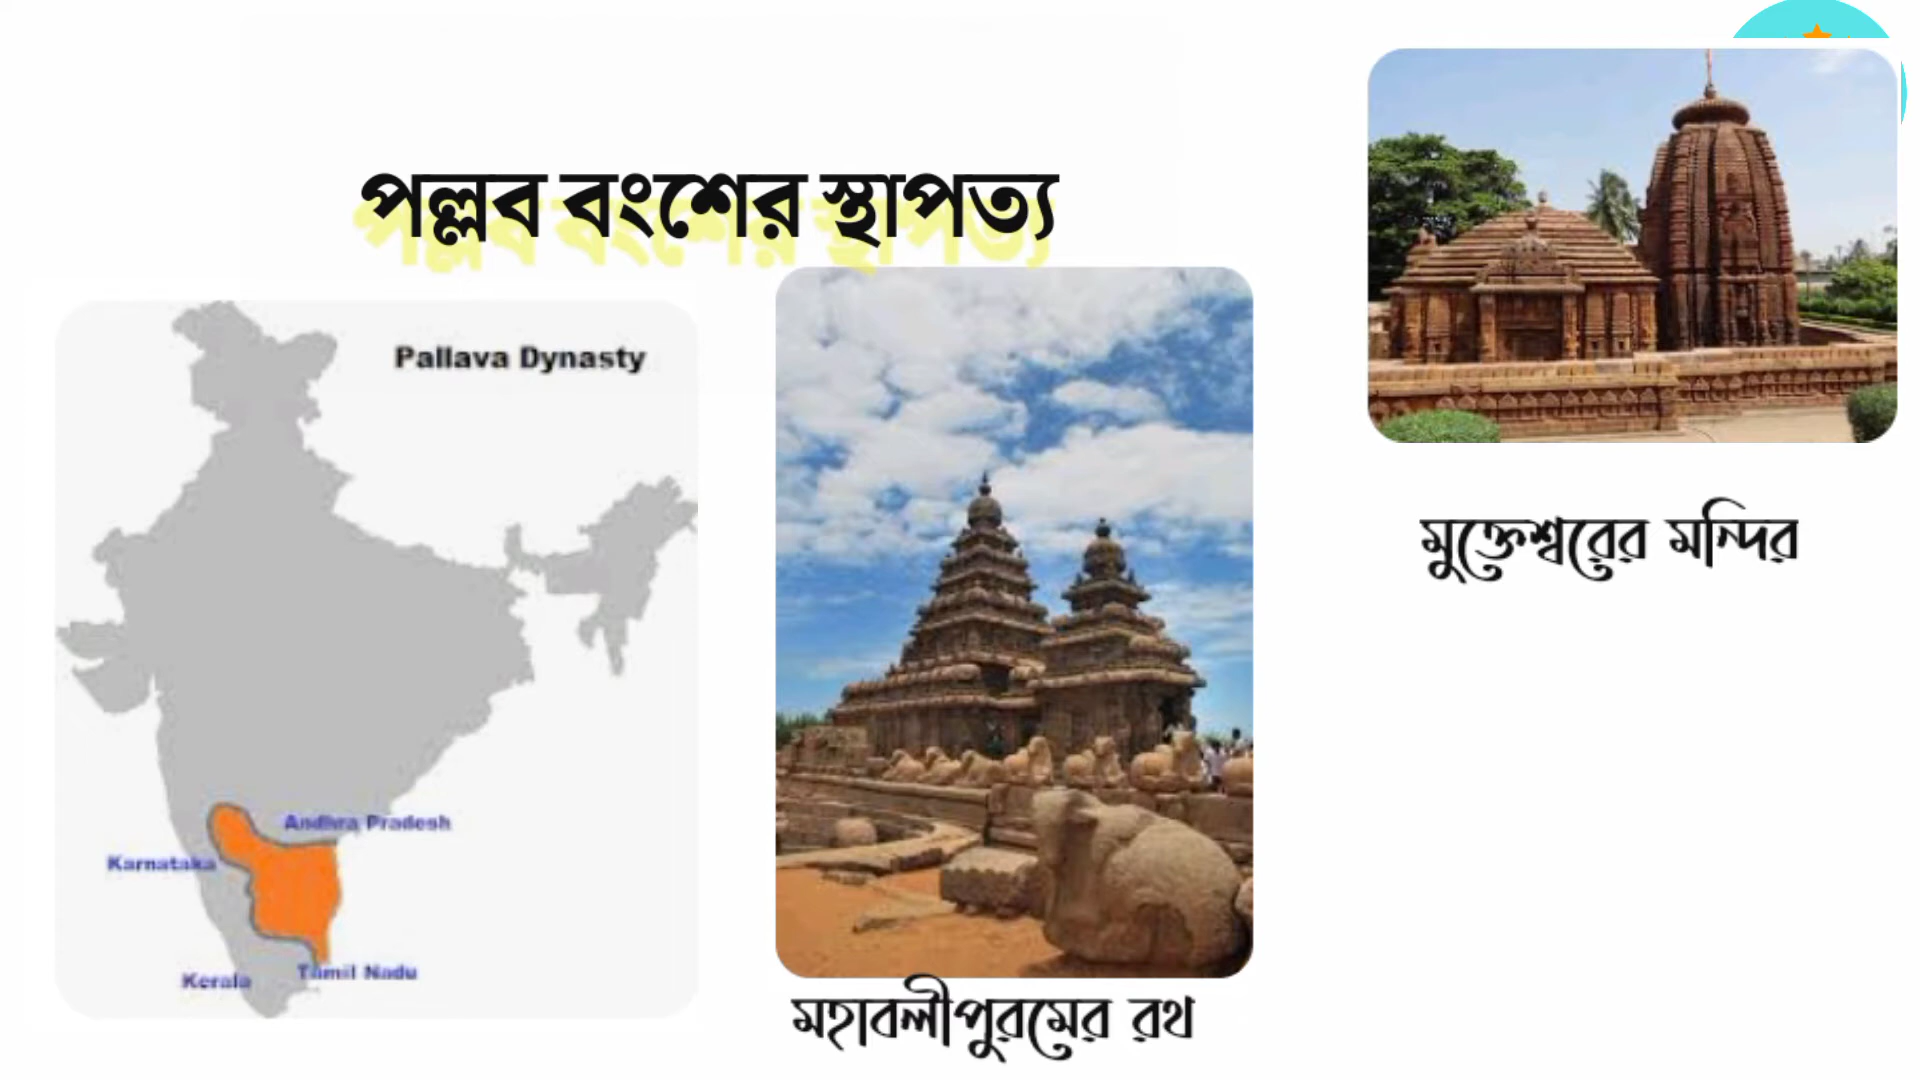 পল্লব বংশের স্থাপত্য
Pallava Dynasty
Andhra Pradesh
Karnataka
Kerala
Tamil Nadu
মহাবলীপুরমের রথ
মুক্তেশ্বরের মন্দির